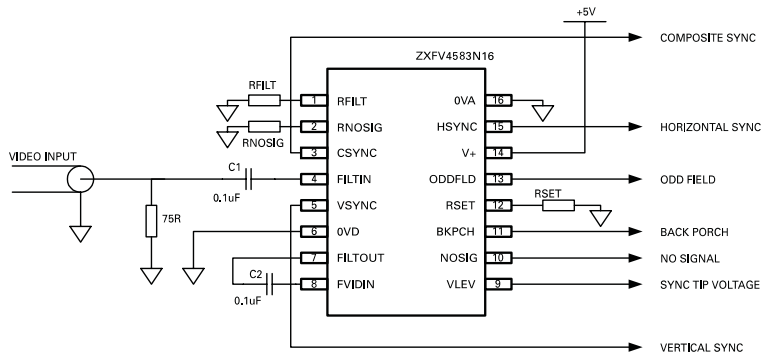 +5V
COMPOSITE SYNC
ZXFV4583N16
RFILT
1 RFILT 0VA 16
2 RNOSIG HSYNC 15 HORIZONTAL SYNC
RNOSIG
3 CSYNC V+ 14
VIDEO INPUT
C1
4 FILTIN ODDFLD 13 ODD FIELD
0.1uF
RSET
5 VSYNC RSET 12
75R
6 0VD BKPCH 11 BACK PORCH
7 FILTOUT NOSIG 10 NO SIGNAL
C2
8 FVIDIN VLEV 9 SYNC TIP VOLTAGE
0.1uF
VERTICAL SYNC